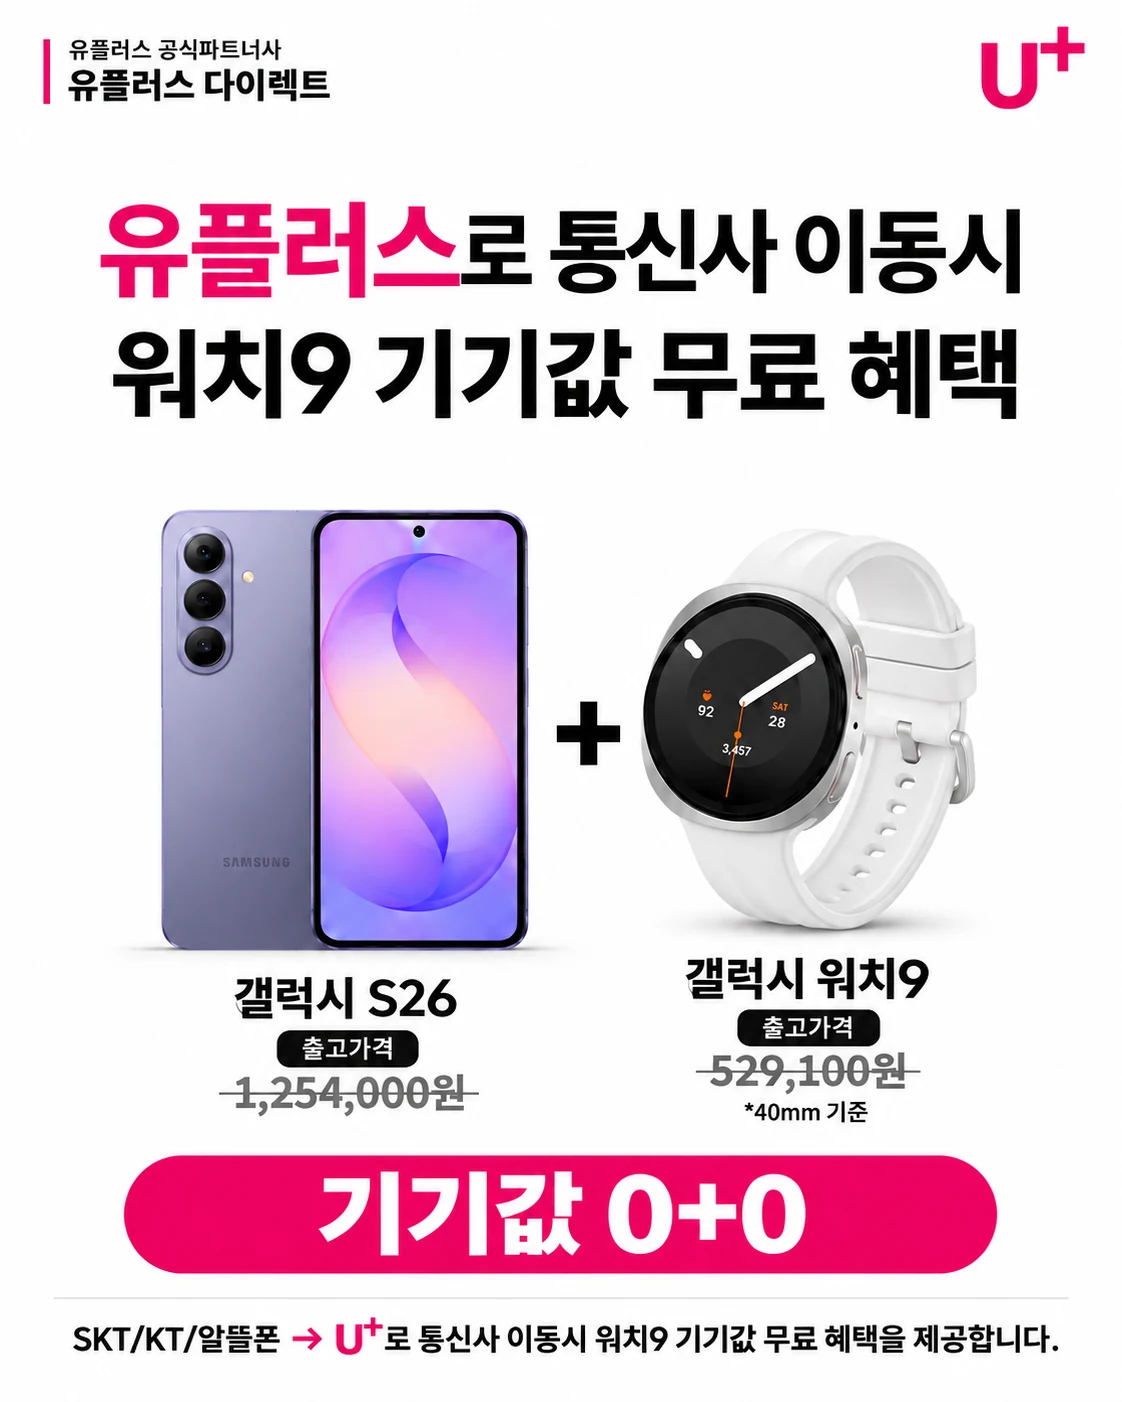 유플러스 공식파트너사
유플러스 다이렉트
U+
유플러스로 통신사 이동시
워치9 기기값 무료 혜택
SAMSUNG
92
SAT
28
3,457
+
갤럭시 S26
출고가격
1,254,000원
갤럭시 워치9
출고가격
529,100원
*40mm 기준
기기값 0+0
SKT/KT/알뜰폰 → U+로 통신사 이동시 워치9 기기값 무료 혜택을 제공합니다.